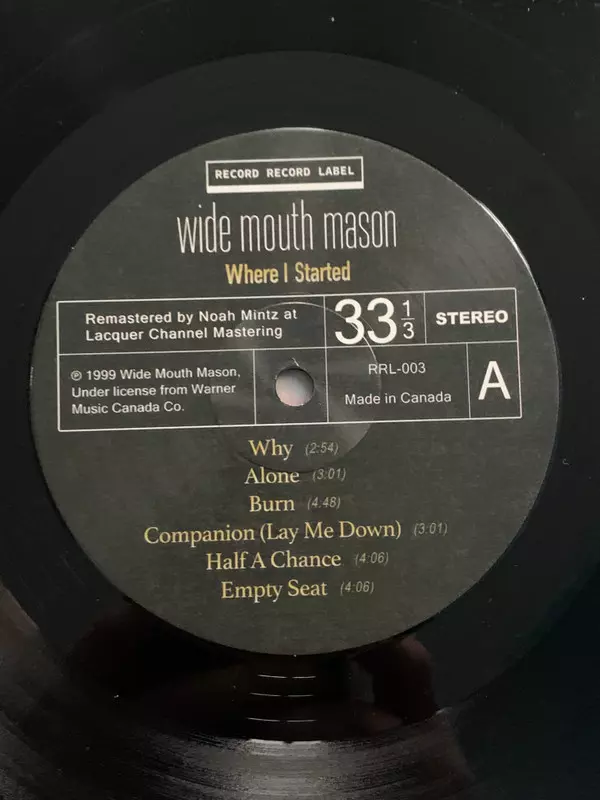 RECORD RECORD LABEL
wide mouth mason
Where I Started
Remastered by Noah Mintz at
Lacquer Channel Mastering
33 1/3
STEREO
℗ 1999 Wide Mouth Mason,
Under license from Warner
Music Canada Co.
RRL-003
Made in Canada
A
Why (2:54)
Alone (3:01)
Burn (4:48)
Companion (Lay Me Down) (3:01)
Half A Chance (4:06)
Empty Seat (4:06)